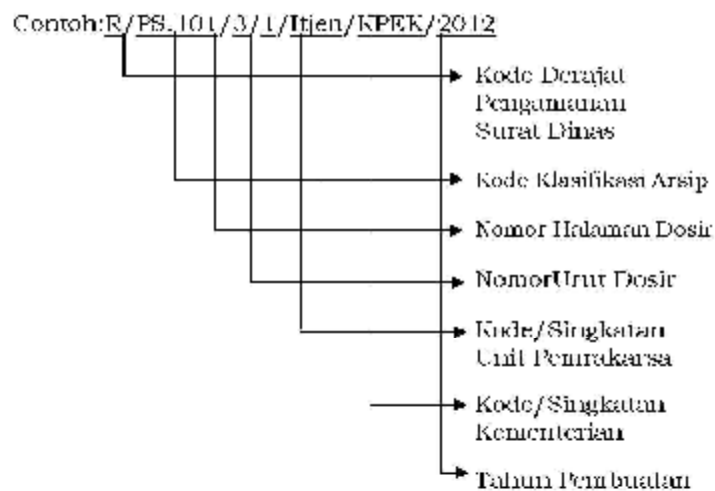 Contoh:R/PS.101/3/1/Itjen/KPEK/2012
Kode Derajat
Pengamanan
Surat Dinas
Kode Klasifikasi Arsip
Nomor Halaman Dosir
NomorUrut Dosir
Kode/Singkatan
Unit Pemrakarsa
Kode/Singkatan
Kementerian
Tahun Pembuatan